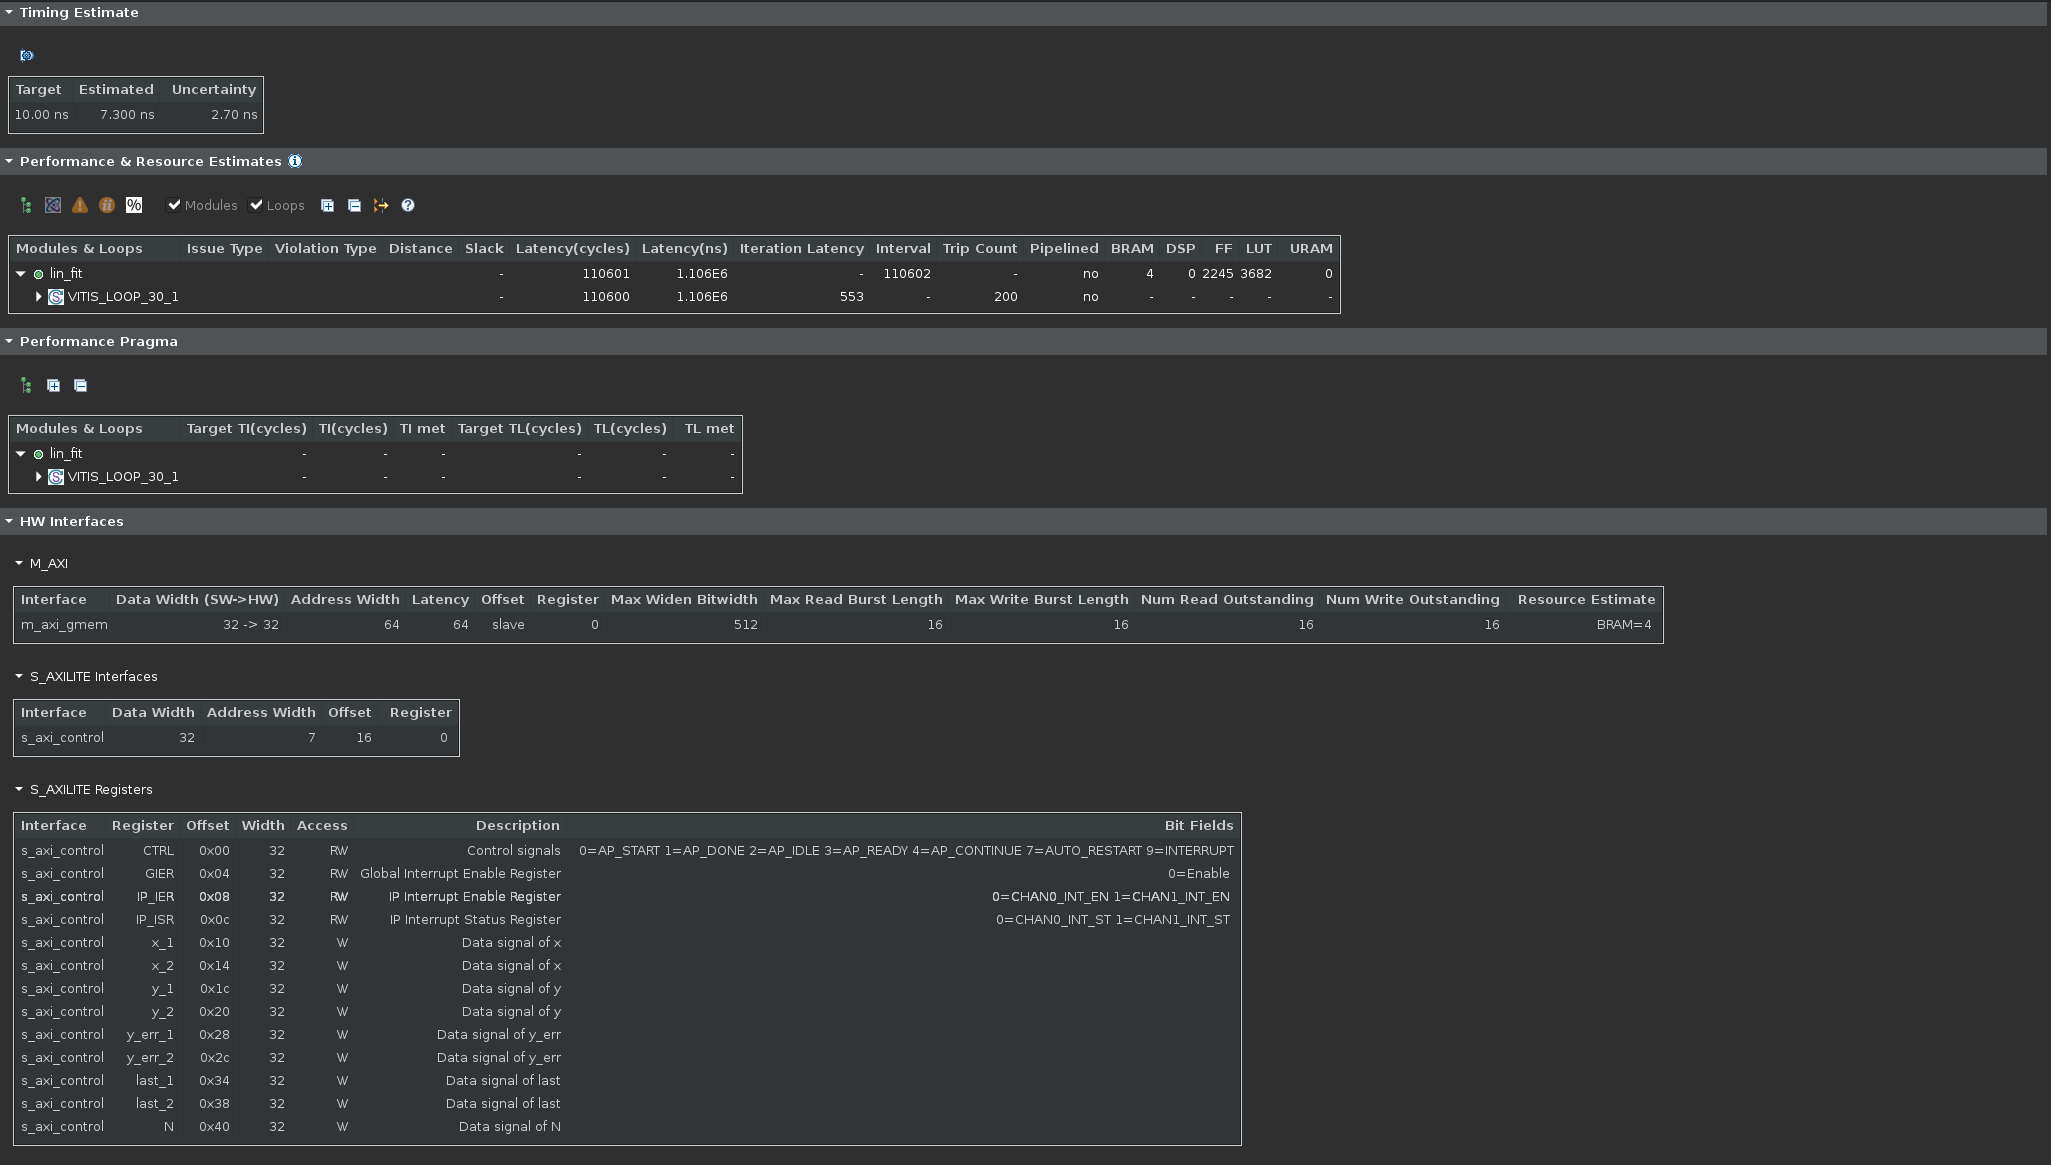 Timing Estimate
Target Estimated Uncertainty
10.00 ns 7.300 ns 2.70 ns
Performance & Resource Estimates
% Modules Loops
Modules & Loops Issue Type Violation Type Distance Slack Latency(cycles) Latency(ns) Iteration Latency Interval Trip Count Pipelined BRAM DSP FF LUT URAM
lin_fit - 110601 1.106E6 - 110602 - no 4 0 2245 3682 0
VITIS_LOOP_30_1 - 110600 1.106E6 553 - 200 no - - - - -
Performance Pragma
Modules & Loops Target TI(cycles) TI(cycles) TI met Target TL(cycles) TL(cycles) TL met
lin_fit - - - - - -
VITIS_LOOP_30_1 - - - - - -
HW Interfaces
M_AXI
Interface Data Width (SW->HW) Address Width Latency Offset Register Max Widen Bitwidth Max Read Burst Length Max Write Burst Length Num Read Outstanding Num Write Outstanding Resource Estimate
m_axi_gmem 32 -> 32 64 64 slave 0 512 16 16 16 16 BRAM=4
S_AXILITE Interfaces
Interface Data Width Address Width Offset Register
s_axi_control 32 7 16 0
S_AXILITE Registers
Interface Register Offset Width Access Description Bit Fields
s_axi_control CTRL 0x00 32 RW Control signals 0=AP_START 1=AP_DONE 2=AP_IDLE 3=AP_READY 4=AP_CONTINUE 7=AUTO_RESTART 9=INTERRUPT
s_axi_control GIER 0x04 32 RW Global Interrupt Enable Register 0=Enable
s_axi_control IP_IER 0x08 32 RW IP Interrupt Enable Register 0=CHAN0_INT_EN 1=CHAN1_INT_EN
s_axi_control IP_ISR 0x0c 32 RW IP Interrupt Status Register 0=CHAN0_INT_ST 1=CHAN1_INT_ST
s_axi_control x_1 0x10 32 W Data signal of x
s_axi_control x_2 0x14 32 W Data signal of x
s_axi_control y_1 0x1c 32 W Data signal of y
s_axi_control y_2 0x20 32 W Data signal of y
s_axi_control y_err_1 0x28 32 W Data signal of y_err
s_axi_control y_err_2 0x2c 32 W Data signal of y_err
s_axi_control last_1 0x34 32 W Data signal of last
s_axi_control last_2 0x38 32 W Data signal of last
s_axi_control N 0x40 32 W Data signal of N